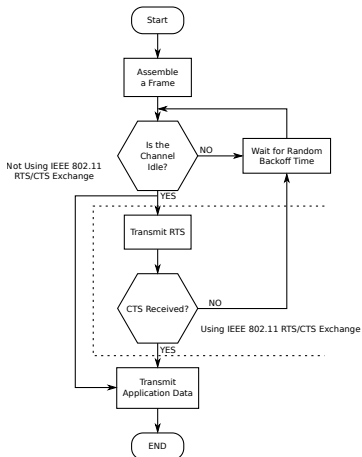 Start
Assemble
a Frame
Is the
Channel
Idle?
NO
Wait for Random
Backoff Time
Not Using IEEE 802.11
RTS/CTS Exchange
YES
Transmit RTS
CTS Received?
NO
Using IEEE 802.11 RTS/CTS Exchange
YES
Transmit
Application Data
END